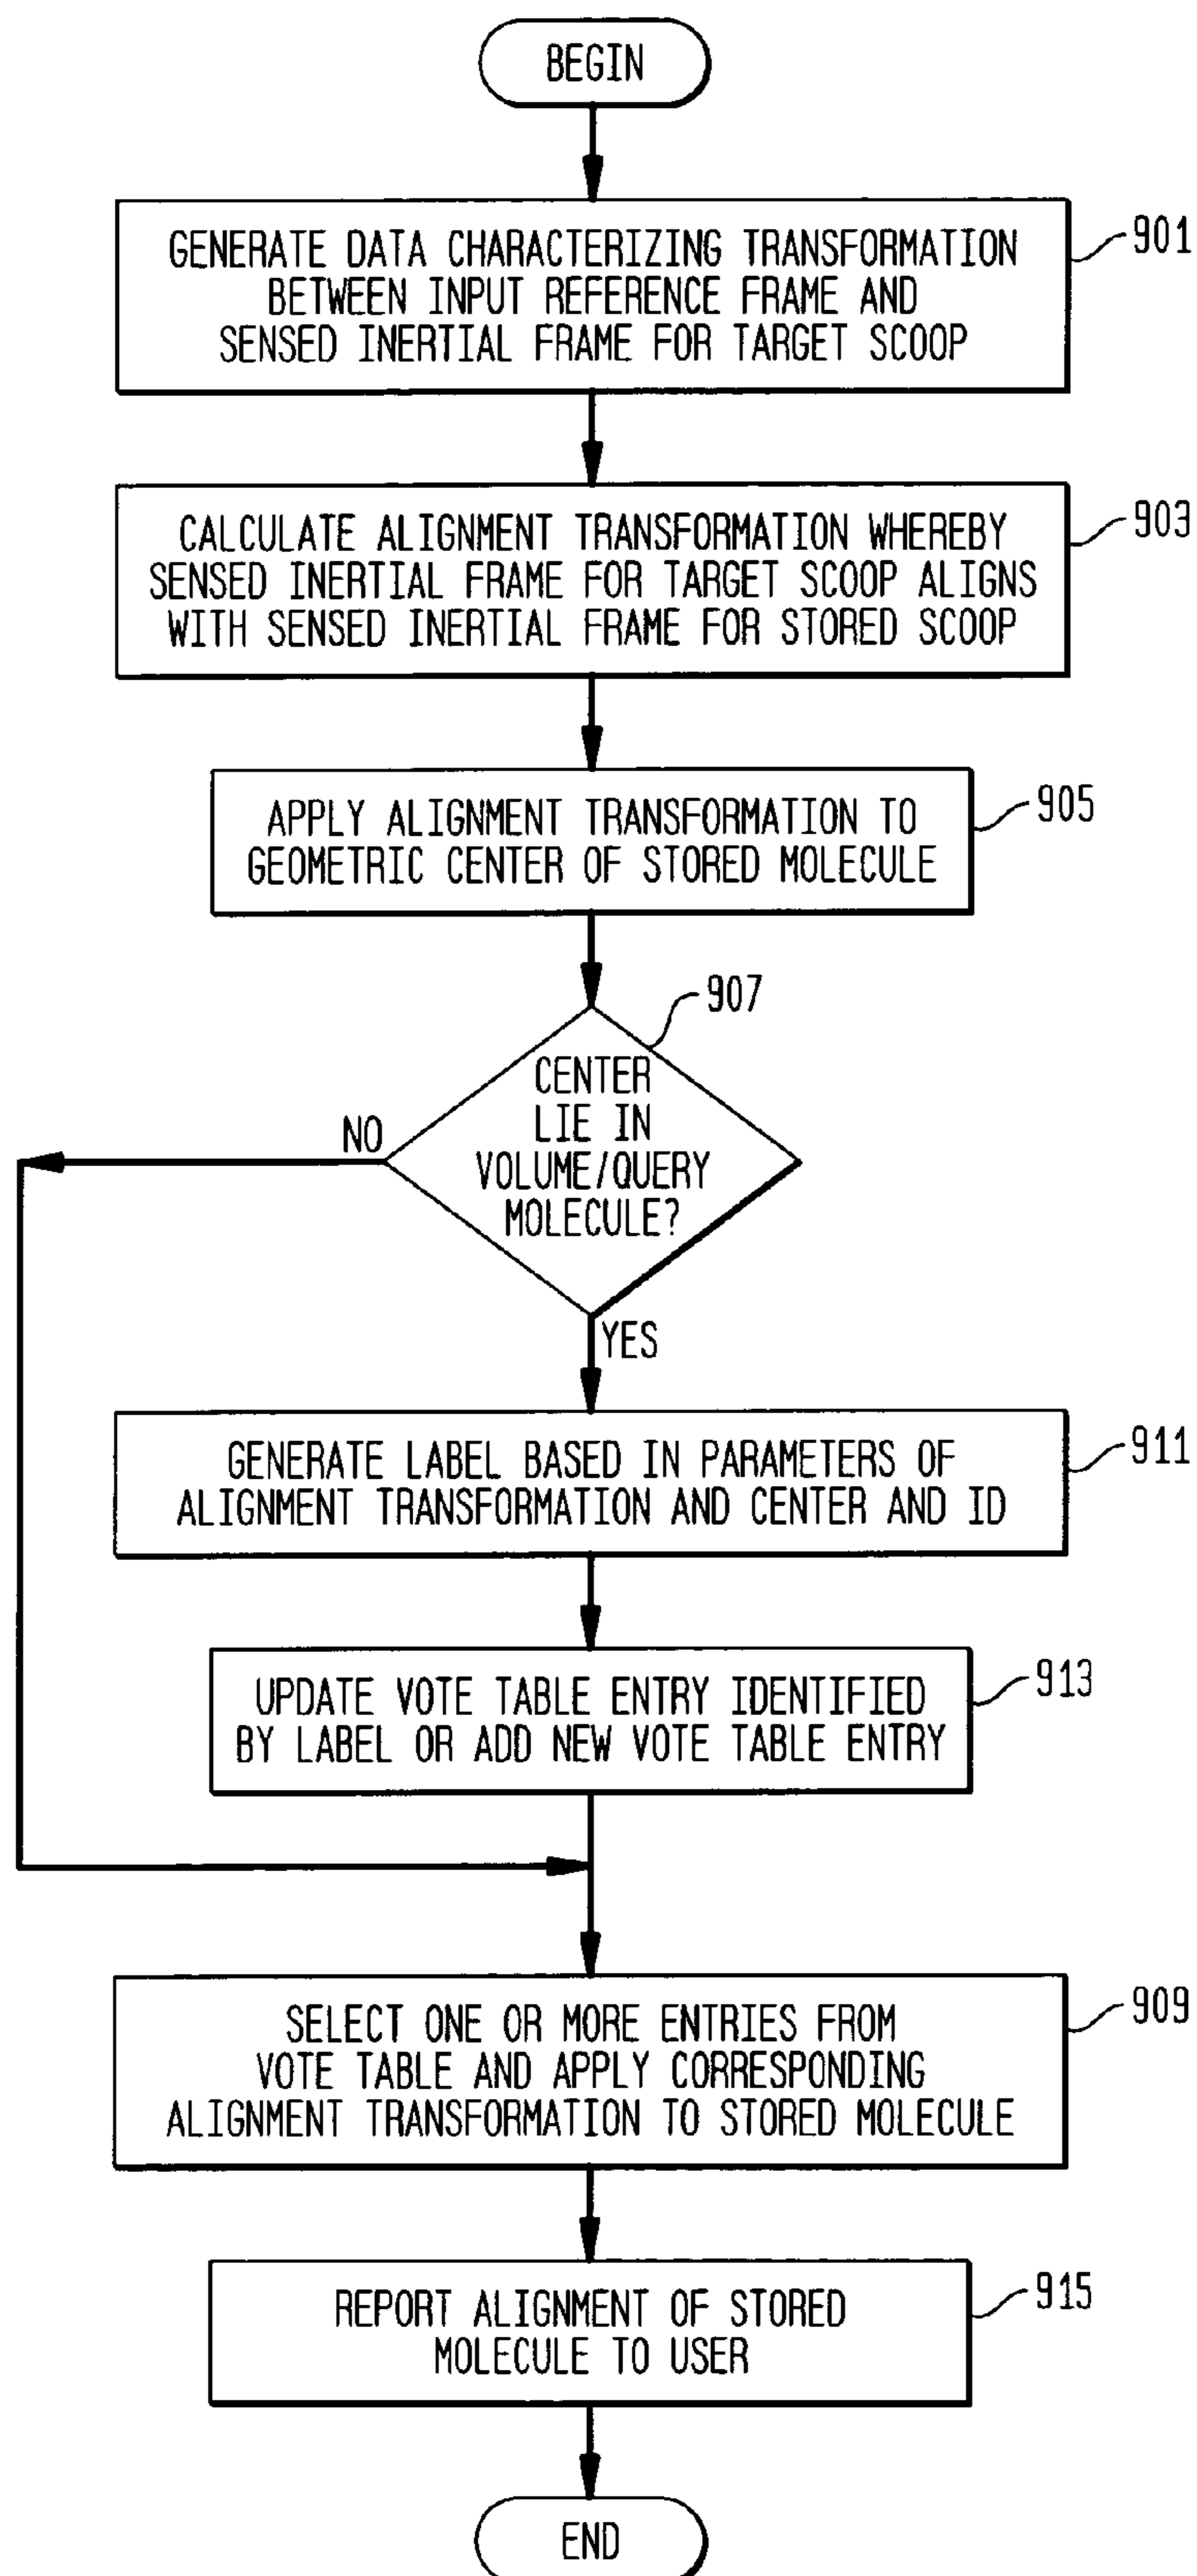 BEGIN
GENERATE DATA CHARACTERIZING TRANSFORMATION
BETWEEN INPUT REFERENCE FRAME AND
SENSED INERTIAL FRAME FOR TARGET SCOOP
901
CALCULATE ALIGNMENT TRANSFORMATION WHEREBY
SENSED INERTIAL FRAME FOR TARGET SCOOP ALIGNS
WITH SENSED INERTIAL FRAME FOR STORED SCOOP
903
APPLY ALIGNMENT TRANSFORMATION TO
GEOMETRIC CENTER OF STORED MOLECULE
905
907
CENTER
LIE IN
VOLUME/QUERY
MOLECULE?
NO
YES
GENERATE LABEL BASED IN PARAMETERS OF
ALIGNMENT TRANSFORMATION AND CENTER AND ID
911
UPDATE VOTE TABLE ENTRY IDENTIFIED
BY LABEL OR ADD NEW VOTE TABLE ENTRY
913
SELECT ONE OR MORE ENTRIES FROM
VOTE TABLE AND APPLY CORRESPONDING
ALIGNMENT TRANSFORMATION TO STORED MOLECULE
909
REPORT ALIGNMENT OF STORED
MOLECULE TO USER
915
END